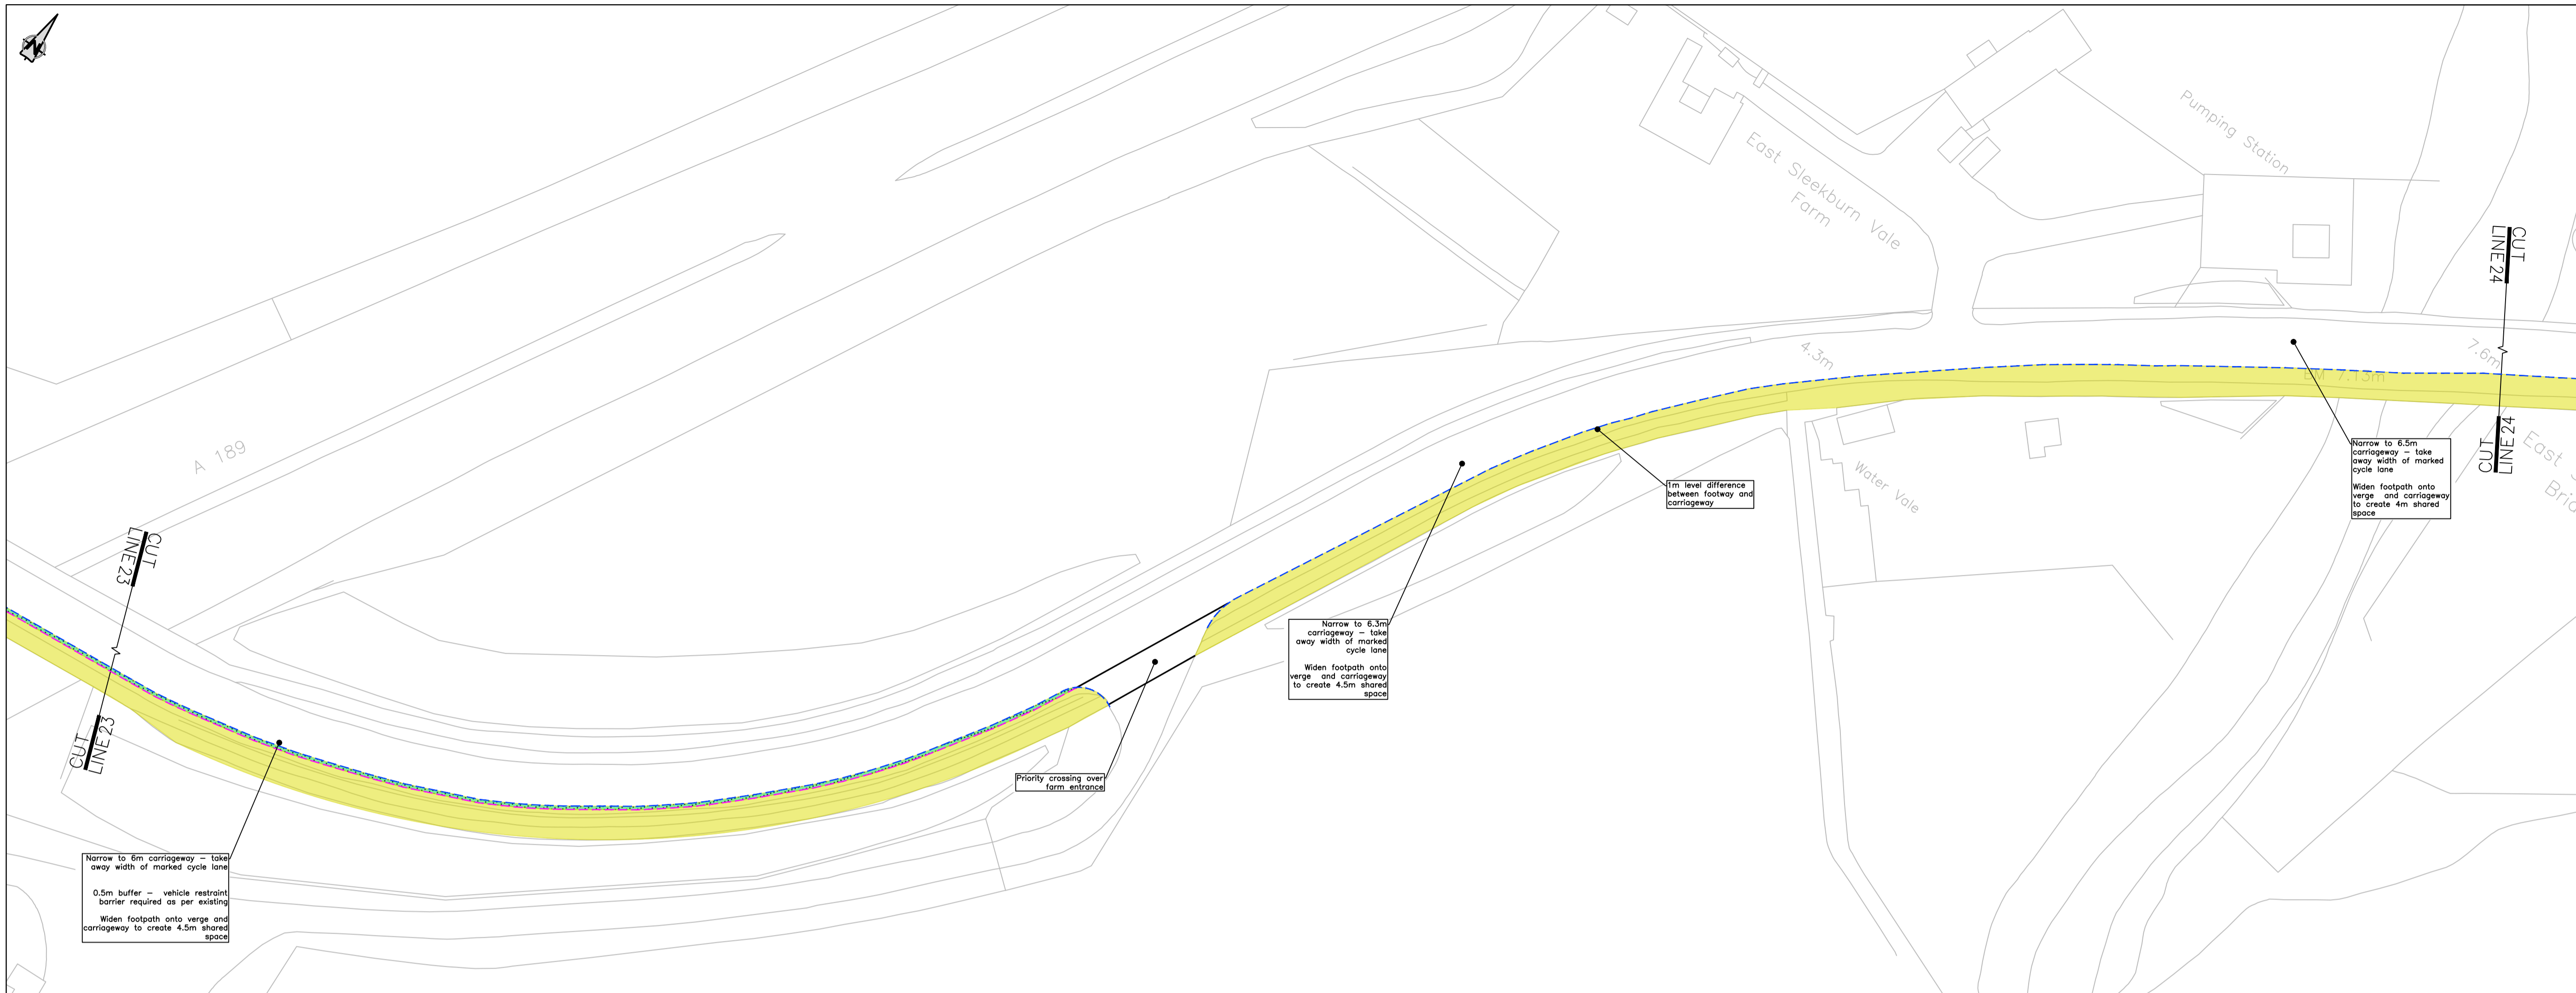 N
Pumping Station
East Sleekburn Vale
Farm
CUT
LINE 24
4.3m
7.6m
BM 7.13m
A 189
Narrow to 6.5m
carriageway – take
away width of marked
cycle lane
Widen footpath onto
verge and carriageway
to create 4m shared
space
CUT
LINE 24
East
1m level difference
between footway and
carriageway
Water Vale
CUT
LINE 23
Narrow to 6.3m
carriageway – take
away width of marked
cycle lane
Widen footpath onto
verge and carriageway
to create 4.5m shared
space
CUT
LINE 23
Priority crossing over
farm entrance
Narrow to 6m carriageway – take
away width of marked cycle lane
0.5m buffer – vehicle restraint
barrier required as per existing
Widen footpath onto verge and
carriageway to create 4.5m shared
space